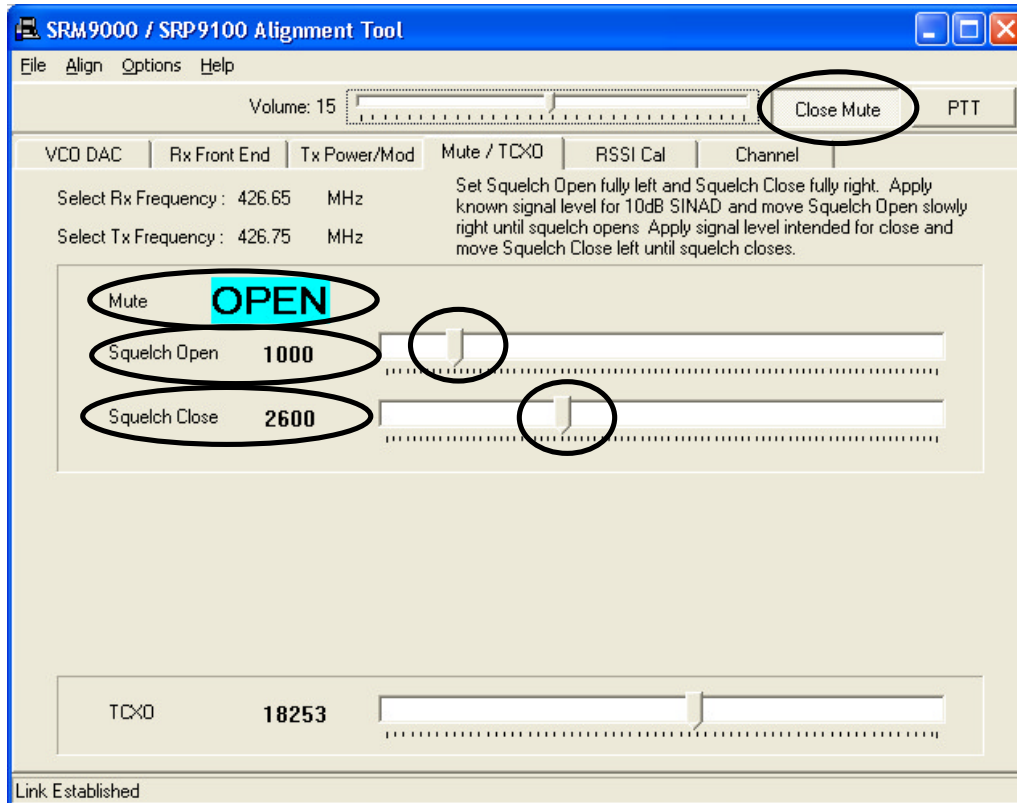 SRM9000 / SRP9100 Alignment Tool
File Align Options Help
Volume: 15
Close Mute
PTT
VCO DAC
Rx Front End
Tx Power/Mod
Mute / TCXO
RSSI Cal
Channel
Select Rx Frequency : 426.65 MHz
Select Tx Frequency : 426.75 MHz
Set Squelch Open fully left and Squelch Close fully right. Apply
known signal level for 10dB SINAD and move Squelch Open slowly
right until squelch opens Apply signal level intended for close and
move Squelch Close left until squelch closes.
Mute OPEN
Squelch Open 1000
Squelch Close 2600
TCXO 18253
Link Established